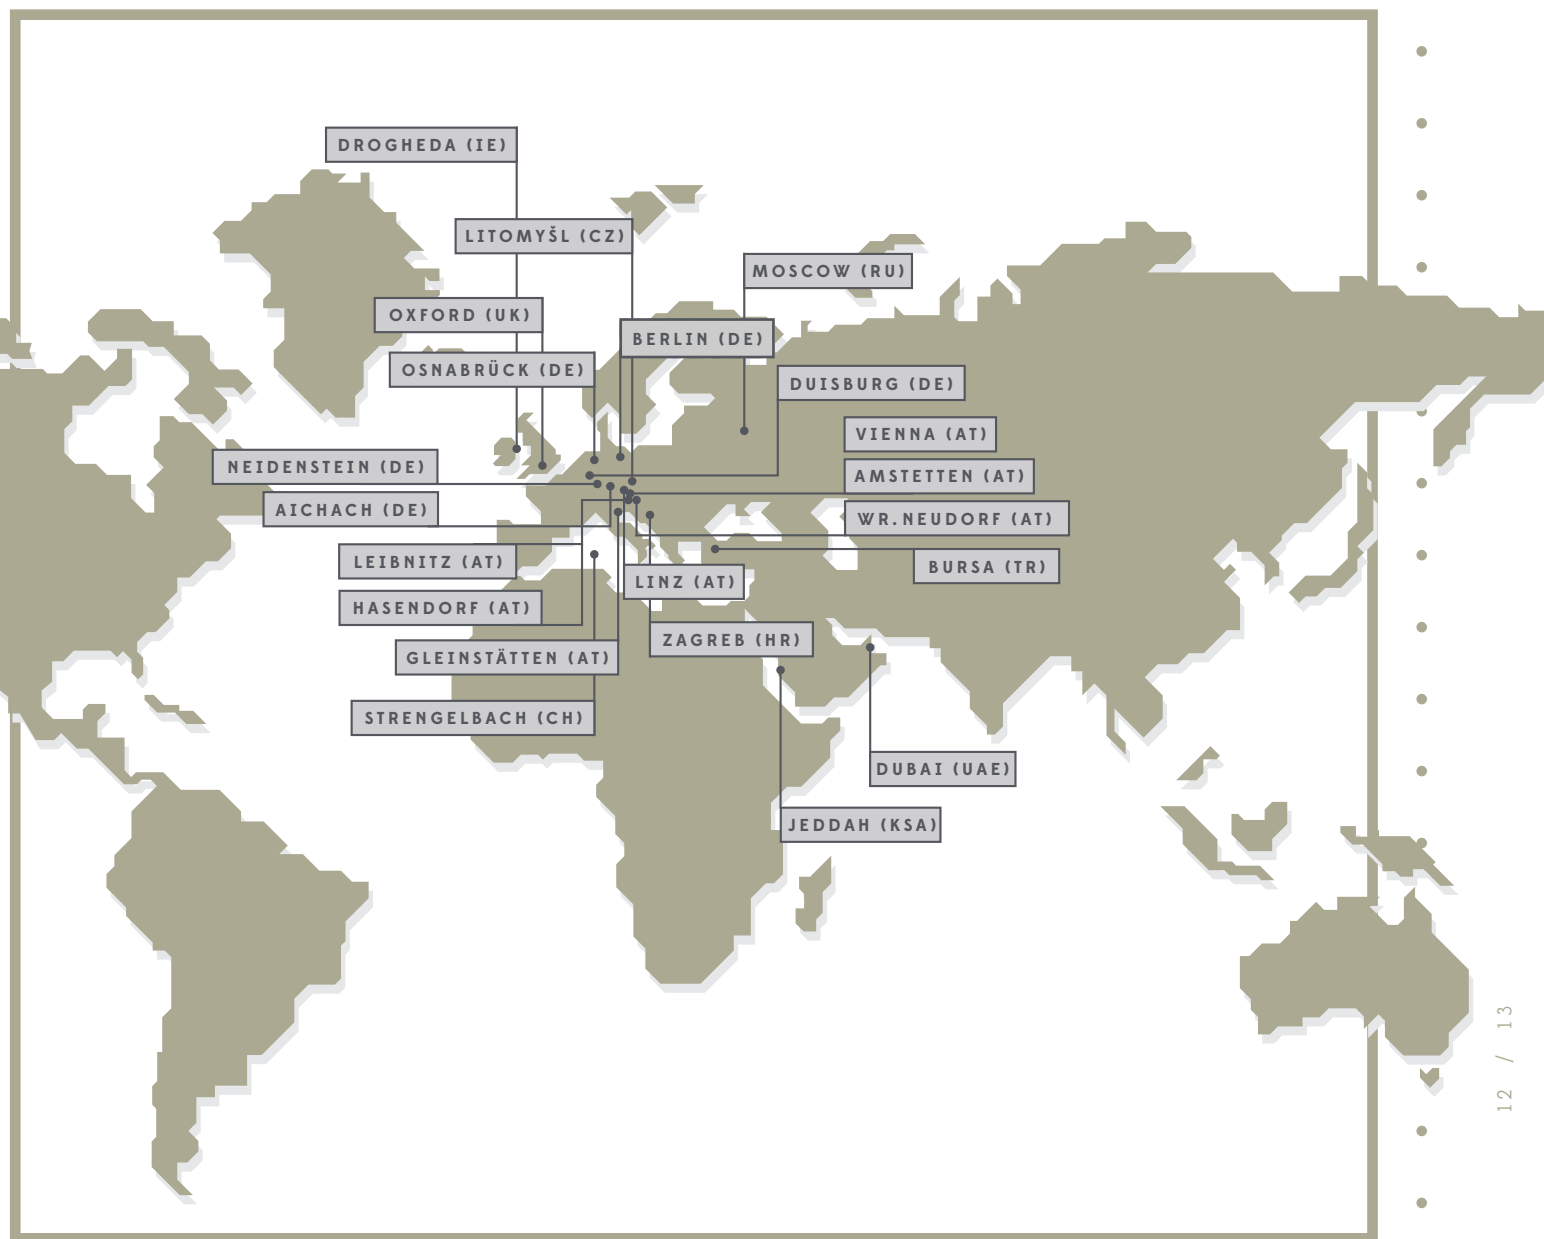 DROGHEDA (IE)
LITOMYŠL (CZ)
MOSCOW (RU)
OXFORD (UK)
BERLIN (DE)
OSNABRÜCK (DE)
DUISBURG (DE)
VIENNA (AT)
NEIDENSTEIN (DE)
AMSTETTEN (AT)
AICHACH (DE)
WR.NEUDORF (AT)
LEIBNITZ (AT)
BURSA (TR)
LINZ (AT)
HASENDORF (AT)
ZAGREB (HR)
GLEINSTÄTTEN (AT)
STRENGELBACH (CH)
DUBAI (UAE)
JEDDAH (KSA)
12 / 13